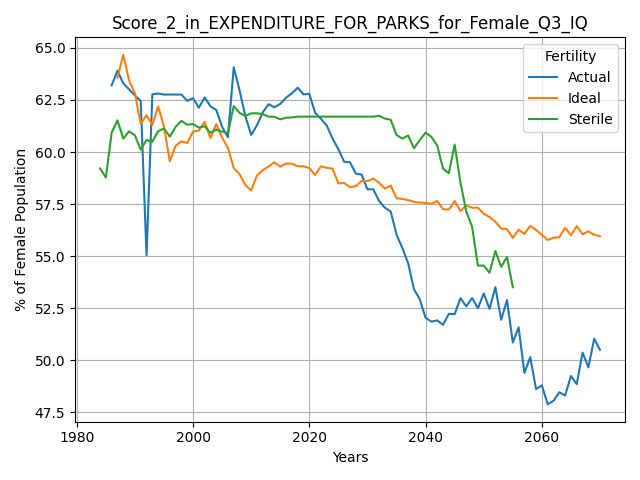 Score_2_in_EXPENDITURE_FOR_PARKS_for_Female_Q3_IQ
% of Female Population
65.0
62.5
60.0
57.5
55.0
52.5
50.0
47.5
Fertility
Actual
Ideal
Sterile
1980
2000
2020
2040
2060
Years